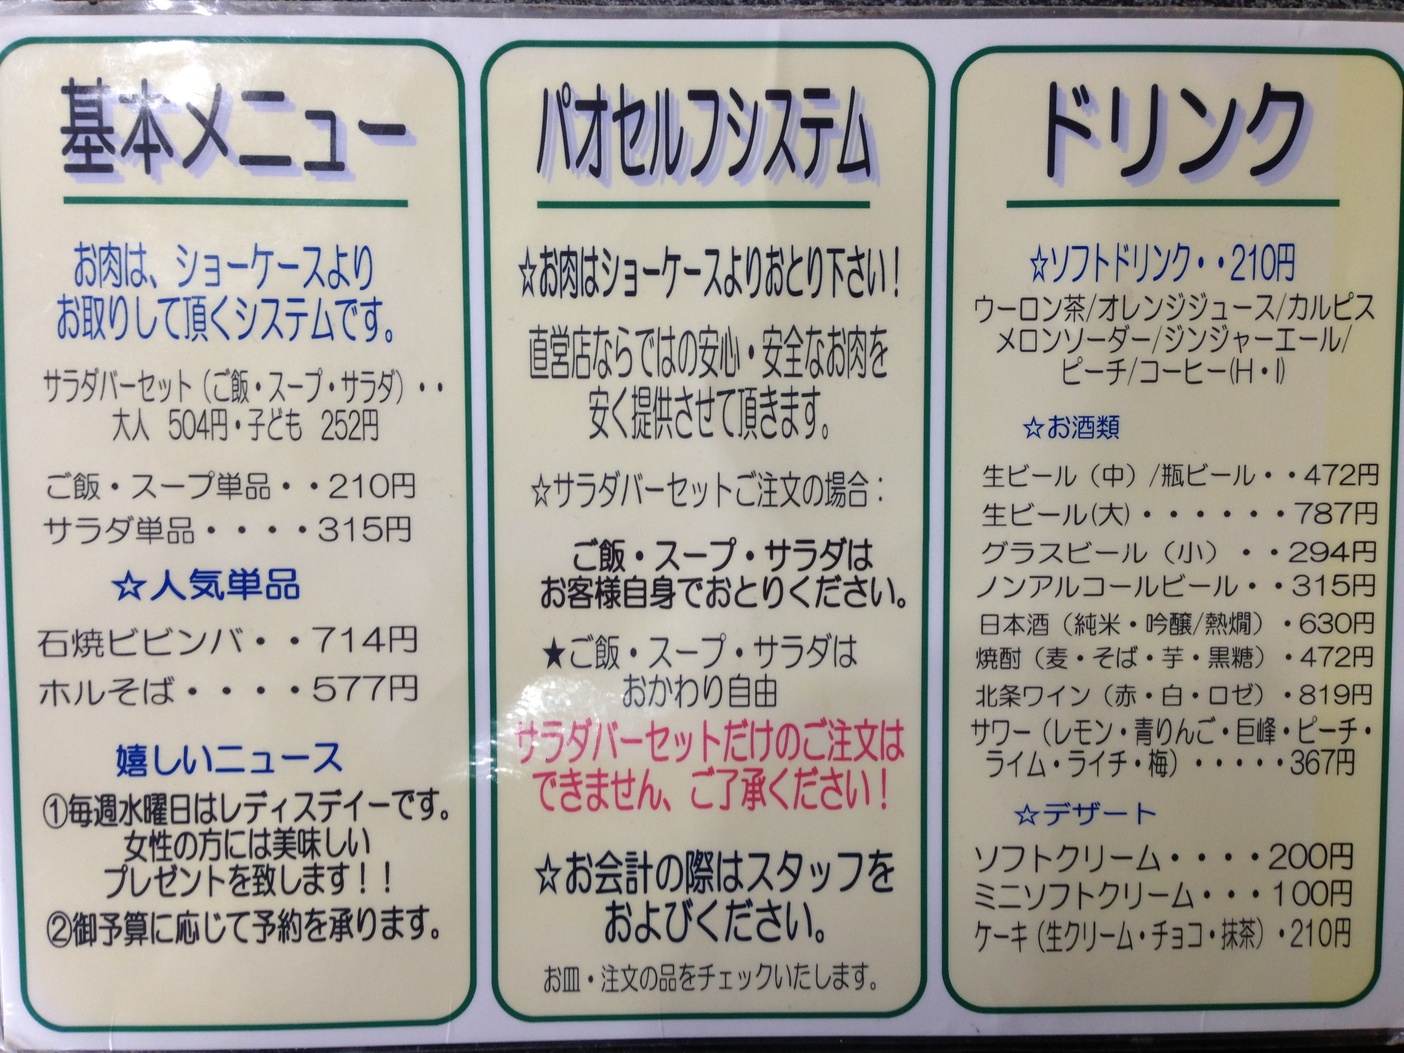 基本メニュー
お肉は、ショーケースより
お取りして頂くシステムです。
サラダバーセット（ご飯・スープ・サラダ）・・
大人　504円・子ども　252円
ご飯・スープ単品・・210円
サラダ単品・・・・315円
☆人気単品
石焼ビビンバ・・714円
ホルそば・・・・577円
嬉しいニュース
①毎週水曜日はレディスデイーです。
女性の方には美味しい
プレゼントを致します！！
②御予算に応じて予約を承ります。
パオセルフシステム
☆お肉はショーケースよりおとり下さい！
直営店ならではの安心・安全なお肉を
安く提供させて頂きます。
☆サラダバーセットご注文の場合：
ご飯・スープ・サラダは
お客様自身でおとりください。
★ご飯・スープ・サラダは
おかわり自由
サラダバーセットだけのご注文は
できません、ご了承ください！
☆お会計の際はスタッフを
およびください。
お皿・注文の品をチェックいたします。
ドリンク
☆ソフトドリンク・・210円
ウーロン茶/オレンジジュース/カルピス
メロンソーダー/ジンジャーエール/
ピーチ/コーヒー(H・I)
☆お酒類
生ビール（中）/瓶ビール・・472円
生ビール(大)・・・・・・787円
グラスビール（小）・・294円
ノンアルコールビール・・315円
日本酒（純米・吟醸/熱燗）・630円
焼酎（麦・そば・芋・黒糖）・472円
北条ワイン（赤・白・ロゼ）・819円
サワー（レモン・青りんご・巨峰・ピーチ・
ライム・ライチ・梅）・・・・・367円
☆デザート
ソフトクリーム・・・・200円
ミニソフトクリーム・・・100円
ケーキ（生クリーム・チョコ・抹茶）・210円